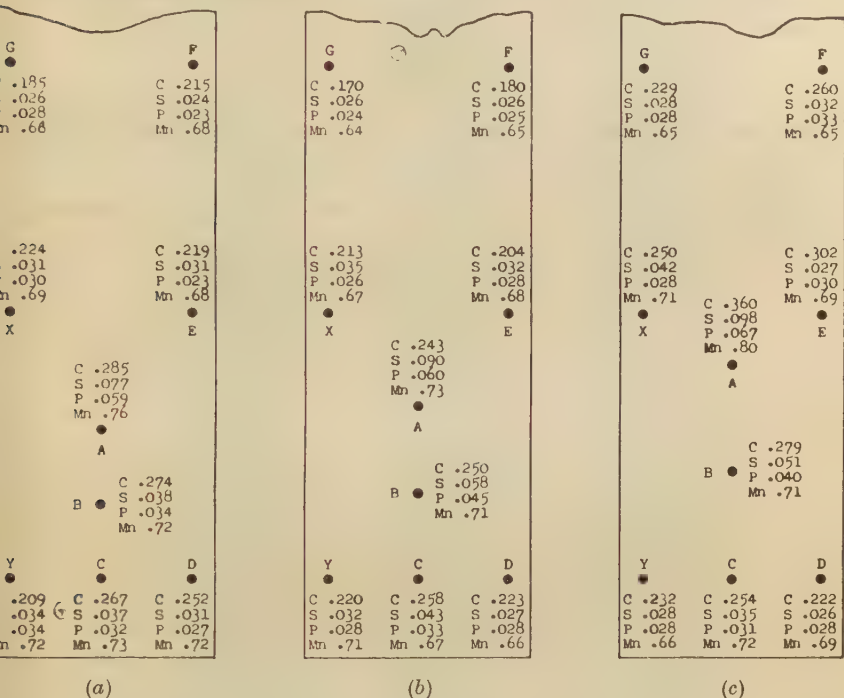 G F
.185 C .215
.026 S .024
.028 P .023
n .68 Mn .68
.224 C .219
.031 S .031
.030 P .023
n .69 Mn .68
X E
C .285
S .077
P .059
Mn .76
A
C .274
B S .038
P .034
Mn .72
Y C D
.209 C .267 C .252
.034 S .037 S .031
.034 P .032 P .027
n .72 Mn .73 Mn .72
(a)
G F
C .170 C .180
S .026 S .026
P .024 P .025
Mn .64 Mn .65
C .213 C .204
S .035 S .032
P .026 P .028
Mn .67 Mn .68
X E
C .243
S .090
P .060
Mn .73
A
C .250
B S .058
P .045
Mn .71
Y C D
C .220 C .258 C .223
S .032 S .043 S .027
P .028 P .033 P .028
Mn .71 Mn .67 Mn .66
(b)
G F
C .229 C .260
S .028 S .032
P .028 P .033
Mn .65 Mn .65
C .250 C .302
S .042 S .027
P .028 P .030
Mn .71 Mn .69
X E
C .360
S .098
P .067
Mn .80
A
C .279
B S .051
P .040
Mn .71
Y C D
C .232 C .254 C .222
S .028 S .035 S .026
P .028 P .031 P .028
Mn .66 Mn .72 Mn .69
(c)